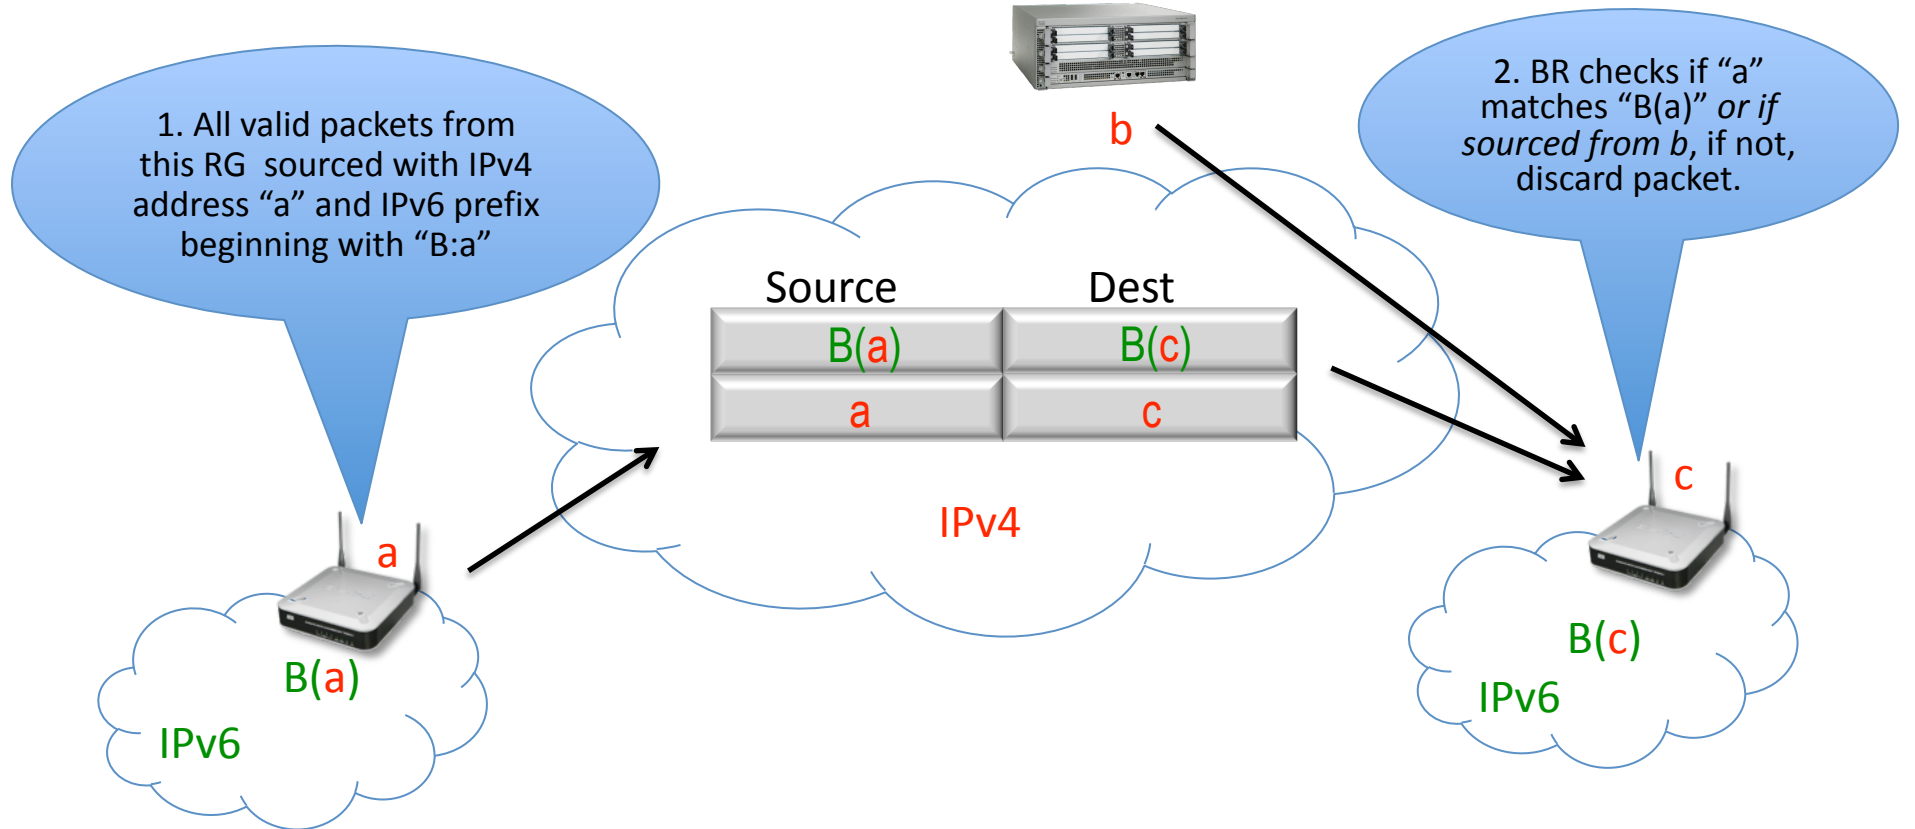 1. All valid packets from
this RG  sourced with IPv4
address “a” and IPv6 prefix
beginning with “B:a”
b
2. BR checks if “a”
matches “B(a)” or if
sourced from b, if not,
discard packet.
Source Dest
B(a) B(c)
a c
IPv4
a
B(a)
IPv6
c
B(c)
IPv6